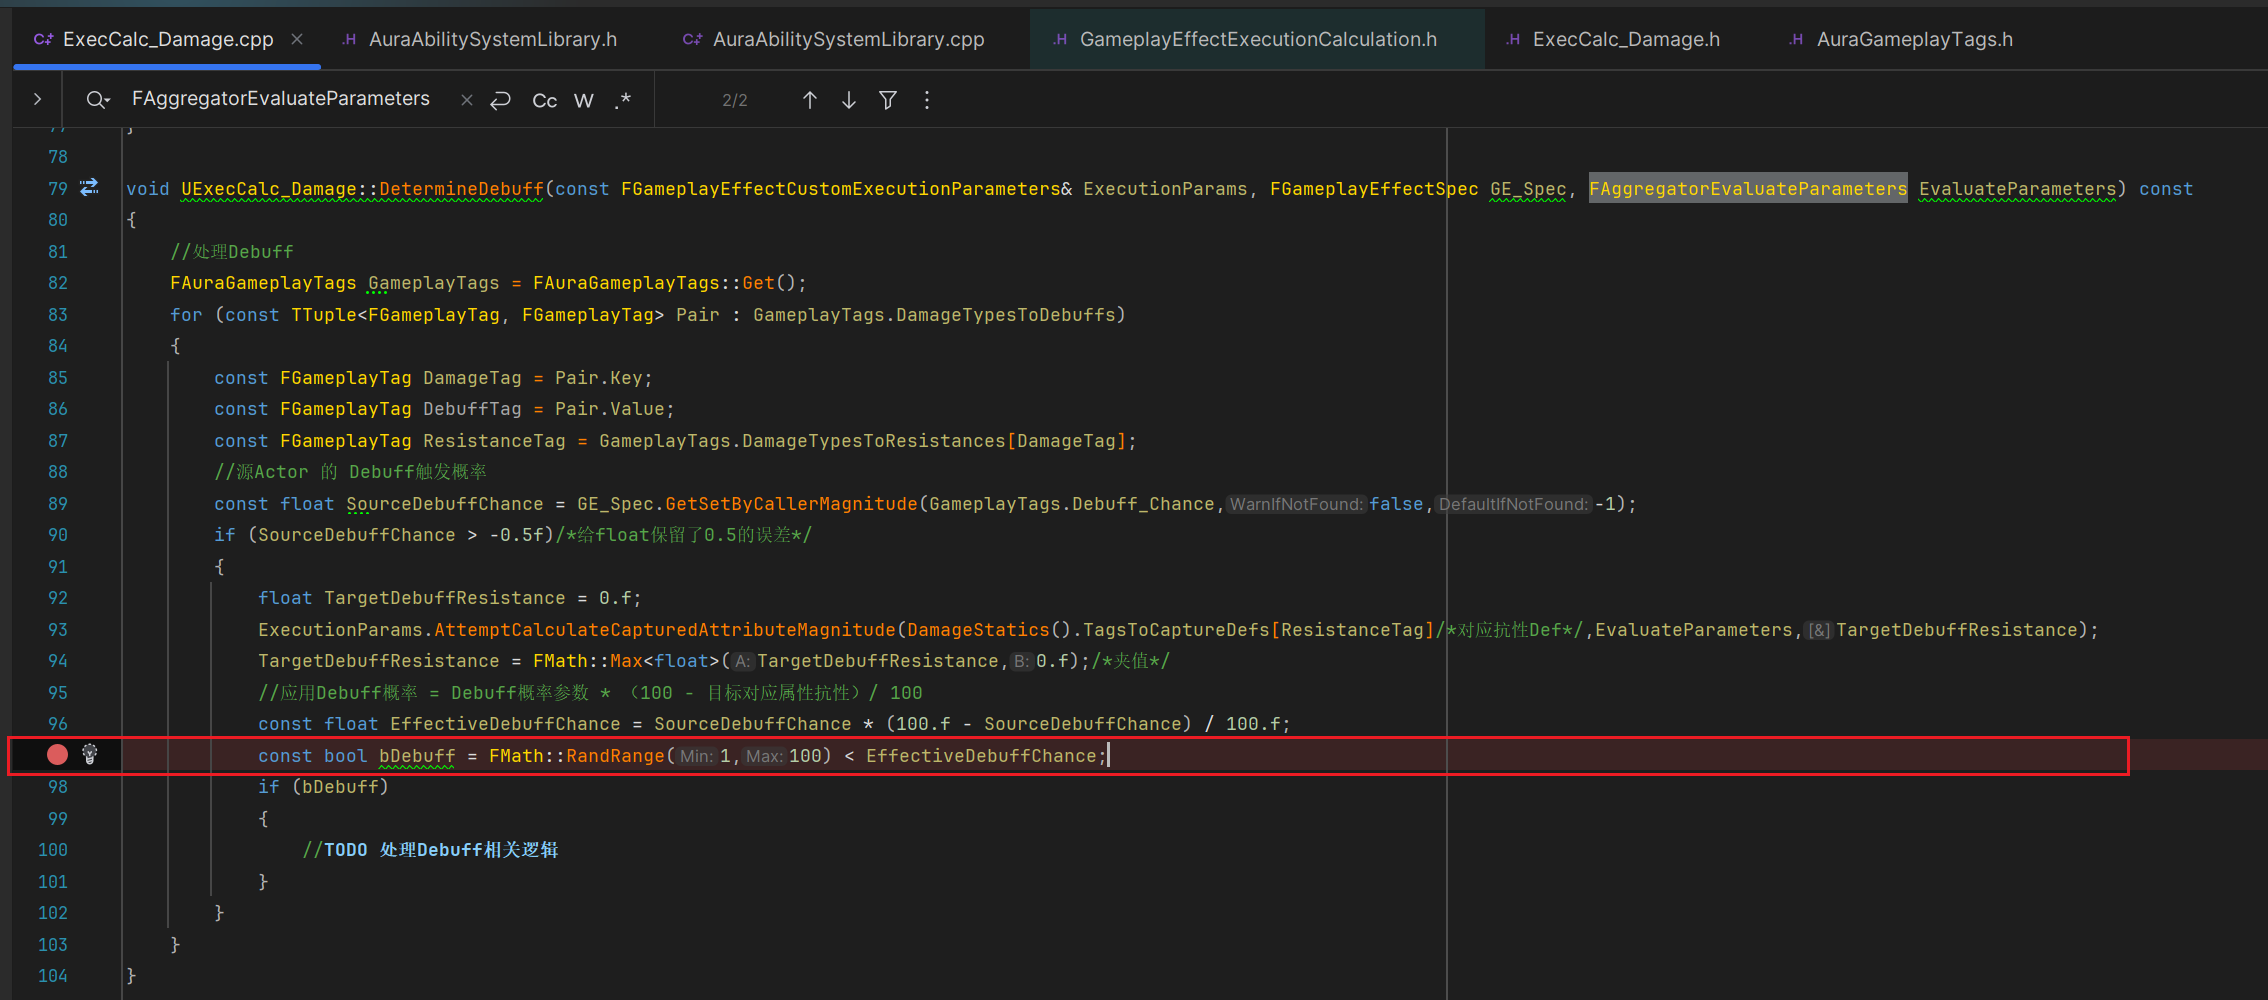 ExecCalc_Damage.cpp AuraAbilitySystemLibrary.h AuraAbilitySystemLibrary.cpp GameplayEffectExecutionCalculation.h ExecCalc_Damage.h AuraGameplayTags.h
FAggregatorEvaluateParameters Cc W .* 2/2
77 }
78
79 void UExecCalc_Damage::DetermineDebuff(const FGameplayEffectCustomExecutionParameters& ExecutionParams, FGameplayEffectSpec GE_Spec, FAggregatorEvaluateParameters EvaluateParameters) const
80 {
81 //处理Debuff
82 FAuraGameplayTags GameplayTags = FAuraGameplayTags::Get();
83 for (const TTuple<FGameplayTag, FGameplayTag> Pair : GameplayTags.DamageTypesToDebuffs)
84 {
85 const FGameplayTag DamageTag = Pair.Key;
86 const FGameplayTag DebuffTag = Pair.Value;
87 const FGameplayTag ResistanceTag = GameplayTags.DamageTypesToResistances[DamageTag];
88 //源Actor 的 Debuff触发概率
89 const float SourceDebuffChance = GE_Spec.GetSetByCallerMagnitude(GameplayTags.Debuff_Chance, WarnIfNotFound: false, DefaultIfNotFound: -1);
90 if (SourceDebuffChance > -0.5f)/*给float保留了0.5的误差*/
91 {
92 float TargetDebuffResistance = 0.f;
93 ExecutionParams.AttemptCalculateCapturedAttributeMagnitude(DamageStatics().TagsToCaptureDefs[ResistanceTag]/*对应抗性Def*/,EvaluateParameters, [&] TargetDebuffResistance);
94 TargetDebuffResistance = FMath::Max<float>( A: TargetDebuffResistance, B: 0.f);/*夹值*/
95 //应用Debuff概率 = Debuff概率参数 * （100 - 目标对应属性抗性）/ 100
96 const float EffectiveDebuffChance = SourceDebuffChance * (100.f - SourceDebuffChance) / 100.f;
const bool bDebuff = FMath::RandRange( Min: 1, Max: 100) < EffectiveDebuffChance;
98 if (bDebuff)
99 {
100 //TODO 处理Debuff相关逻辑
101 }
102 }
103 }
104 }